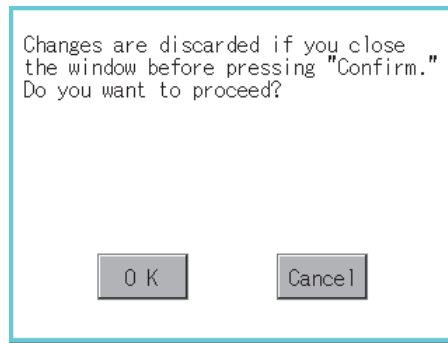 Changes are discarded if you close
the window before pressing "Confirm."
Do you want to proceed?
OK Cancel